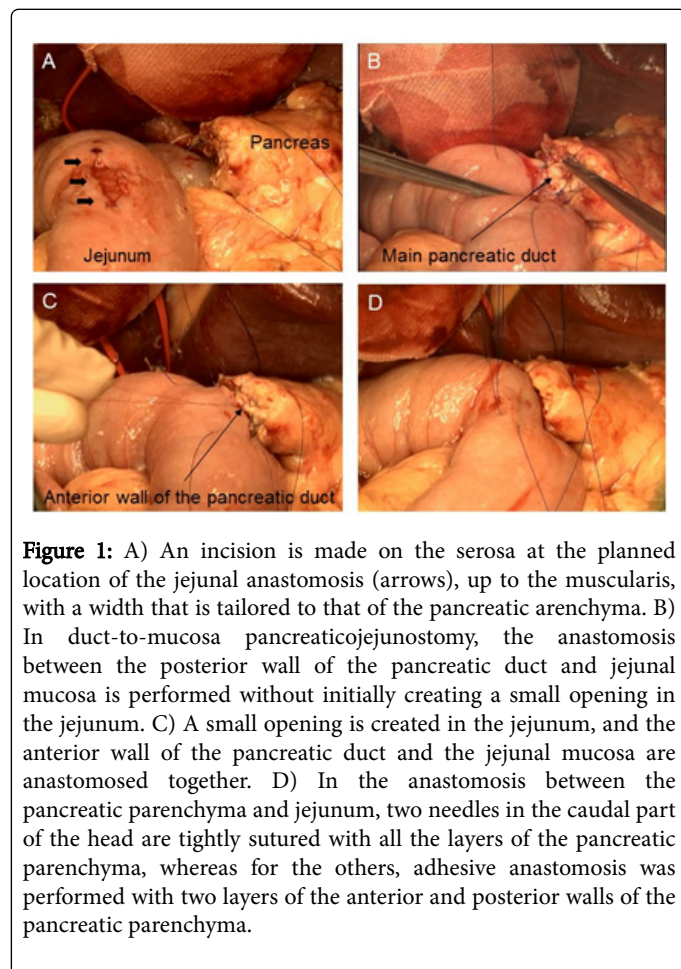 A
B
Pancreas
Jejunum
Main pancreatic duct
C
D
Anterior wall of the pancreatic duct
Figure 1: A) An incision is made on the serosa at the planned
location of the jejunal anastomosis (arrows), up to the muscularis,
with a width that is tailored to that of the pancreatic arenchyma. B)
In duct-to-mucosa pancreaticojejunostomy, the anastomosis
between the posterior wall of the pancreatic duct and jejunal
mucosa is performed without initially creating a small opening in
the jejunum. C) A small opening is created in the jejunum, and the
anterior wall of the pancreatic duct and the jejunal mucosa are
anastomosed together. D) In the anastomosis between the
pancreatic parenchyma and jejunum, two needles in the caudal part
of the head are tightly sutured with all the layers of the pancreatic
parenchyma, whereas for the others, adhesive anastomosis was
performed with two layers of the anterior and posterior walls of the
pancreatic parenchyma.